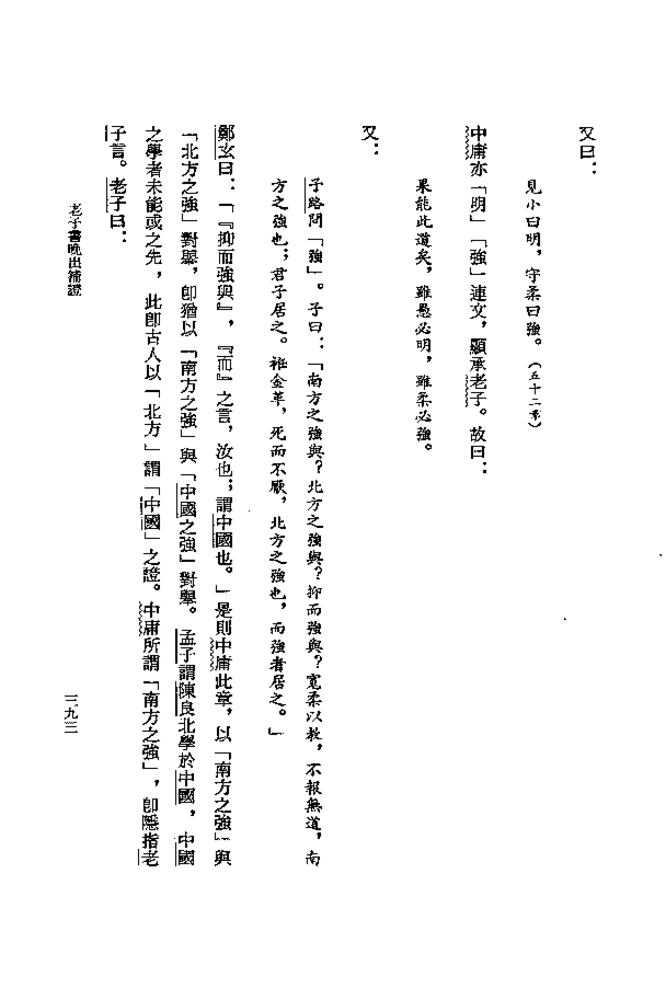 又曰：
見小曰明，守柔曰強。（五十二章）
中庸亦「明」「強」連文，顯承老子。故曰：
果能此道矣，雖愚必明，雖柔必強。
又：
子路問「強」。子曰：「南方之強與？北方之強與？抑而強與？寬柔以教，不報無道，南
方之強也；君子居之。袵金革，死而不厭，北方之強也，而強者居之。」
鄭玄曰：「『抑而強與』，『而』之言，汝也；謂中國也。」是則中庸此章，以「南方之強」與
「北方之強」對舉，卽猶以「南方之強」與「中國之強」對舉。孟子謂陳良北學於中國，中國
之學者未能或之先，此卽古人以「北方」謂「中國」之證。中庸所謂「南方之強」，卽隱指老
子言。老子曰：
老子書晚出補證
三九三